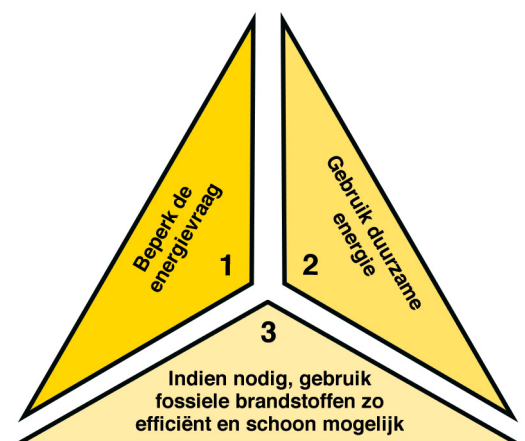 Beperk de
energievraag
1
Gebruik duurzame
energie
2
3
Indien nodig, gebruik
fossiele brandstoffen zo
efficiënt en schoon mogelijk